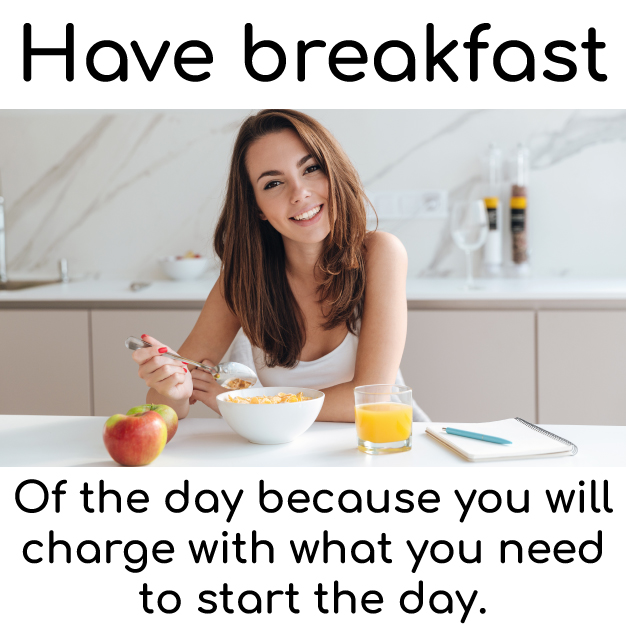 Have breakfast
Of the day because you will
charge with what you need
to start the day.